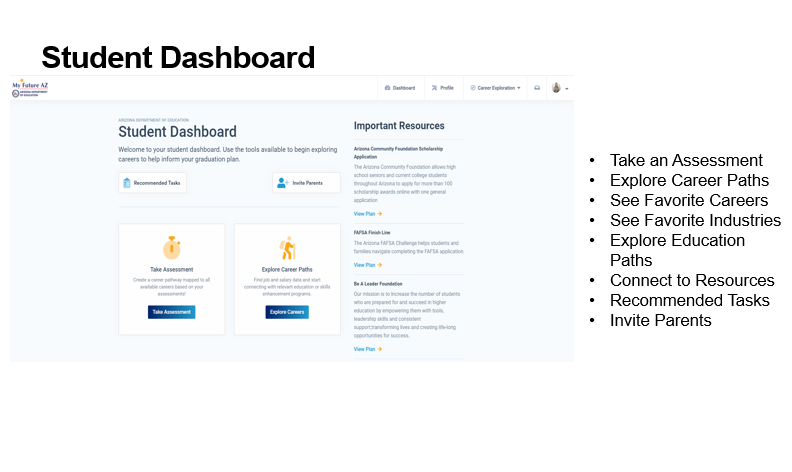 Student Dashboard
My Future AZ
ARIZONA DEPARTMENT
OF EDUCATION
Dashboard
Profile
Career Exploration
ARIZONA DEPARTMENT OF EDUCATION
Student Dashboard
Welcome to your student dashboard. Use the tools available to begin exploring
careers to help inform your graduation plan.
Recommended Tasks
Invite Parents
Take Assessment
Create a career pathway mapped to all
available careers based on your
assessments!
Take Assessment
Explore Career Paths
Find job and salary data and start
connecting with relevant education or skills
enhancement programs.
Explore Careers
Important Resources
Arizona Community Foundation Scholarship
Application
The Arizona Community Foundation allows high
school seniors and current college students
throughout Arizona to apply for more than 100
scholarship awards online with one general
application
View Plan
FAFSA Finish Line
The Arizona FAFSA Challenge helps students and
families navigate completing the FAFSA application
View Plan
Be A Leader Foundation
Our mission is to increase the number of students
who are prepared for and succeed in higher
education by empowering them with tools,
leadership skills and consistent
support,transforming lives and creating life-long
opportunities for success.
View Plan
• Take an Assessment
• Explore Career Paths
• See Favorite Careers
• See Favorite Industries
• Explore Education
Paths
• Connect to Resources
• Recommended Tasks
• Invite Parents